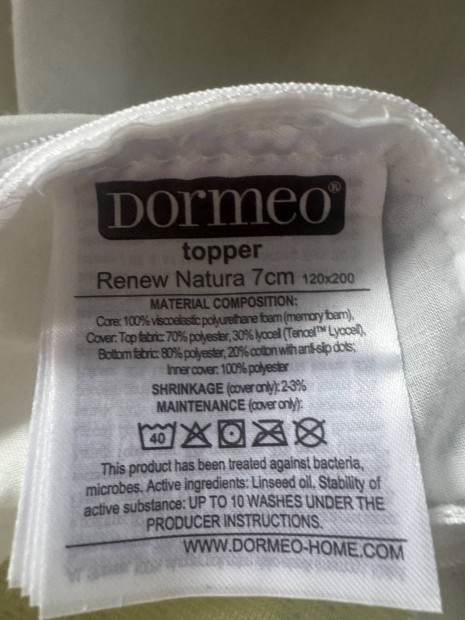 Dormeo®
topper
Renew Natura 7cm 120x200
MATERIAL COMPOSITION:
Core: 100% viscoelastic polyurethane foam (memory foam),
Cover: Top fabric: 70% polyester, 30% lyocell (Tencel™ Lyocell),
Bottom fabric: 80% polyester, 20% cotton with anti-slip dots;
Inner cover: 100% polyester
SHRINKAGE (cover only): 2-3%
MAINTENANCE (cover only):
40
This product has been treated against bacteria,
microbes. Active ingredients: Linseed oil. Stability of
active substance: UP TO 10 WASHES UNDER THE
PRODUCER INSTRUCTIONS.
WWW.DORMEO-HOME.COM